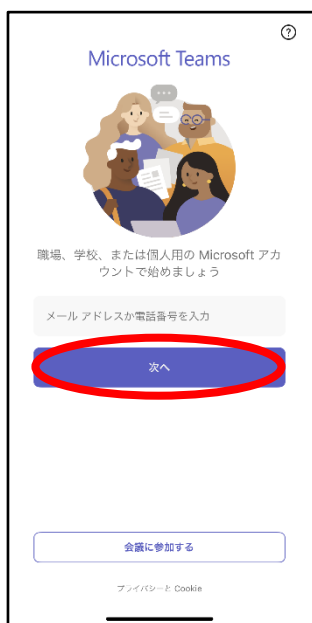 Microsoft Teams
職場、学校、または個人用の Microsoft アカ
ウントで始めましょう
メール アドレスか電話番号を入力
次へ
会議に参加する
プライバシーと Cookie